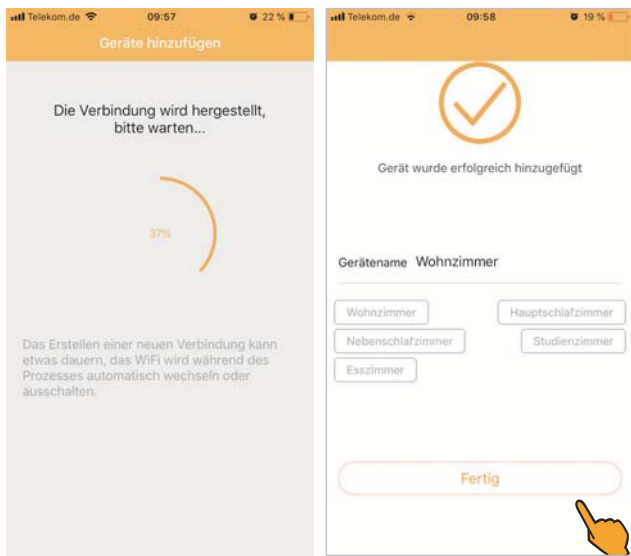 Telekom.de 09:57 22 %
Geräte hinzufügen
Die Verbindung wird hergestellt,
bitte warten...
37%
Das Erstellen einer neuen Verbindung kann
etwas dauern, das WiFi wird während des
Prozesses automatisch wechseln oder
ausschalten.
Telekom.de 09:58 19 %
Gerät wurde erfolgreich hinzugefügt
Gerätename Wohnzimmer
Wohnzimmer Hauptschlafzimmer
Nebenschlafzimmer Studienzimmer
Esszimmer
Fertig